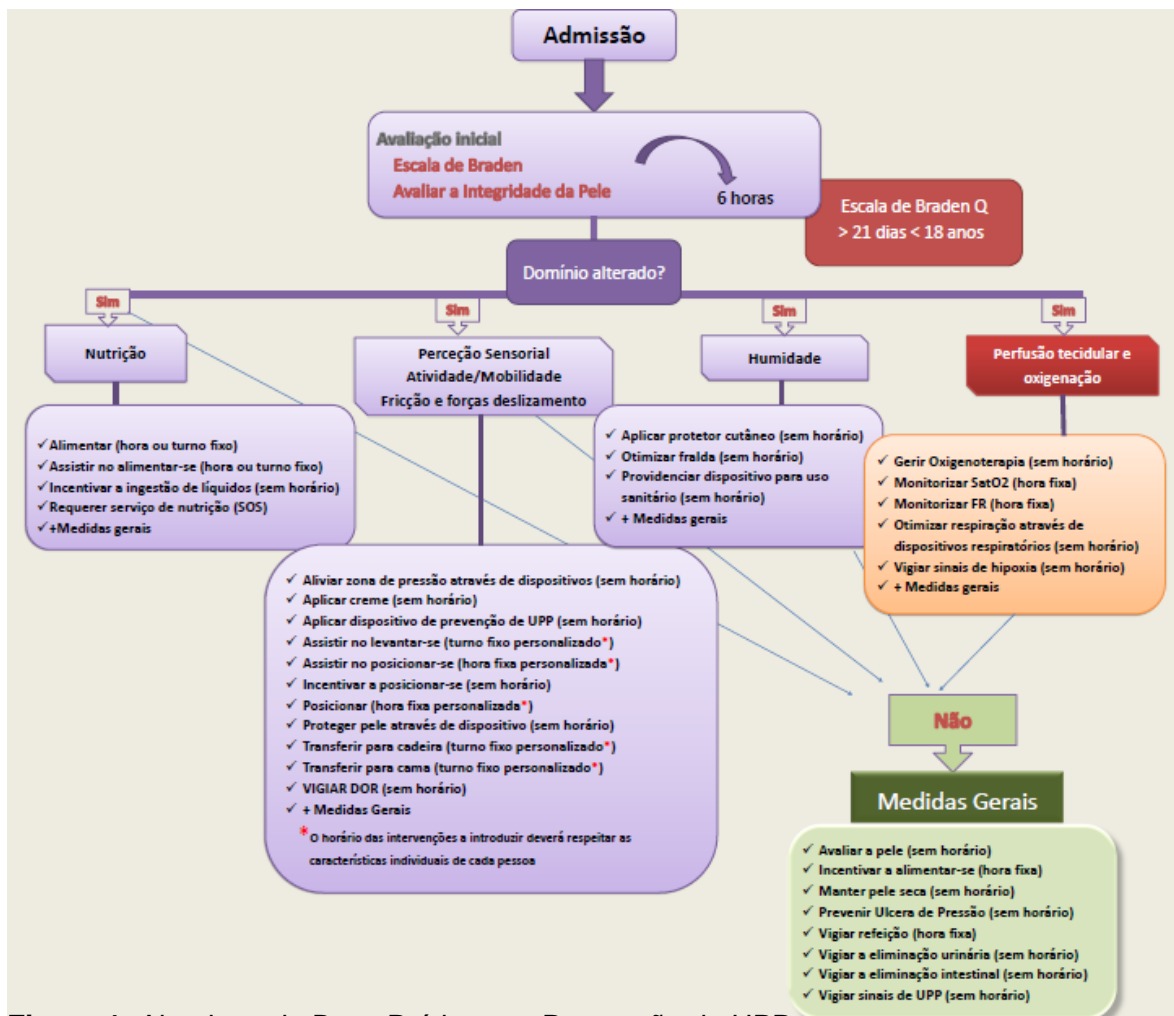 Admissão
Avaliação inicial
Escala de Braden
Avaliar a Integridade da Pele
6 horas
Escala de Braden Q
> 21 dias < 18 anos
Domínio alterado?
Sim
Sim
Sim
Sim
Nutrição
Perceção Sensorial
Atividade/Mobilidade
Fricção e forças deslizamento
Humidade
Perfusão tecidular e
oxigenação
✓Alimentar (hora ou turno fixo)
✓Assistir no alimentar-se (hora ou turno fixo)
✓Incentivar a ingestão de líquidos (sem horário)
✓Requerer serviço de nutrição (SOS)
✓+Medidas gerais
✓ Aliviar zona de pressão através de dispositivos (sem horário)
✓ Aplicar creme (sem horário)
✓ Aplicar dispositivo de prevenção de UPP (sem horário)
✓ Assistir no levantar-se (turno fixo personalizado*)
✓ Assistir no posicionar-se (hora fixa personalizada*)
✓ Incentivar a posicionar-se (sem horário)
✓ Posicionar (hora fixa personalizada*)
✓ Proteger pele através de dispositivo (sem horário)
✓ Transferir para cadeira (turno fixo personalizado*)
✓ Transferir para cama (turno fixo personalizado*)
✓ VIGIAR DOR (sem horário)
✓ + Medidas Gerais
*O horário das intervenções a introduzir deverá respeitar as
características individuais de cada pessoa
✓ Aplicar protetor cutâneo (sem horário)
✓ Otimizar fralda (sem horário)
✓ Providenciar dispositivo para uso
sanitário (sem horário)
✓ + Medidas gerais
✓ Gerir Oxigenoterapia (sem horário)
✓ Monitorizar SatO2 (hora fixa)
✓ Monitorizar FR (hora fixa)
✓ Otimizar respiração através de
dispositivos respiratórios (sem horário)
✓ Vigiar sinais de hipoxia (sem horário)
✓ + Medidas gerais
Não
Medidas Gerais
✓ Avaliar a pele (sem horário)
✓ Incentivar a alimentar-se (hora fixa)
✓ Manter pele seca (sem horário)
✓ Prevenir Ulcera de Pressão (sem horário)
✓ Vigiar refeição (hora fixa)
✓ Vigiar a eliminação urinária (sem horário)
✓ Vigiar a eliminação intestinal (sem horário)
✓ Vigiar sinais de UPP (sem horário)